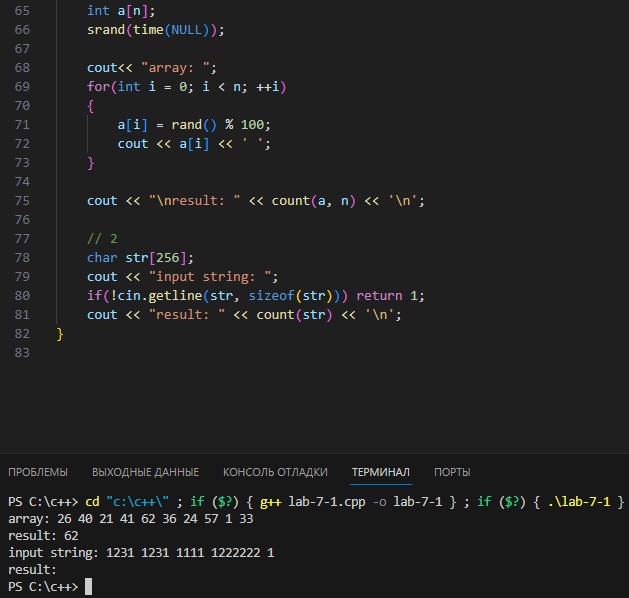 65 int a[n];
66 srand(time(NULL));
67
68 cout<< "array: ";
69 for(int i = 0; i < n; ++i)
70 {
71 a[i] = rand() % 100;
72 cout << a[i] << ' ';
73 }
74
75 cout << "\nresult: " << count(a, n) << '\n';
76
77 // 2
78 char str[256];
79 cout << "input string: ";
80 if(!cin.getline(str, sizeof(str))) return 1;
81 cout << "result: " << count(str) << '\n';
82 }
83
ПРОБЛЕМЫ ВЫХОДНЫЕ ДАННЫЕ КОНСОЛЬ ОТЛАДКИ ТЕРМИНАЛ ПОРТЫ
PS C:\c++> cd "c:\c++\" ; if ($?) { g++ lab-7-1.cpp -o lab-7-1 } ; if ($?) { .\lab-7-1 }
array: 26 40 21 41 62 36 24 57 1 33
result: 62
input string: 1231 1231 1111 1222222 1
result:
PS C:\c++>